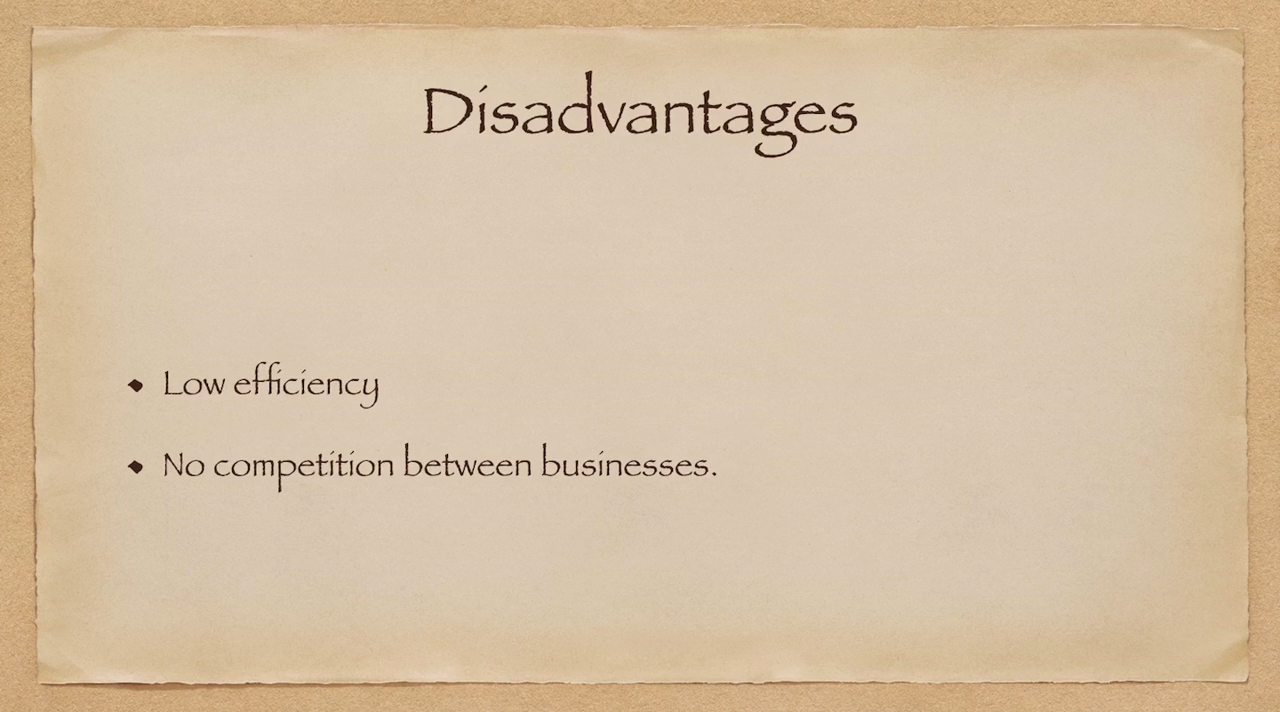 Disadvantages
• Low efficiency
• No competition between businesses.